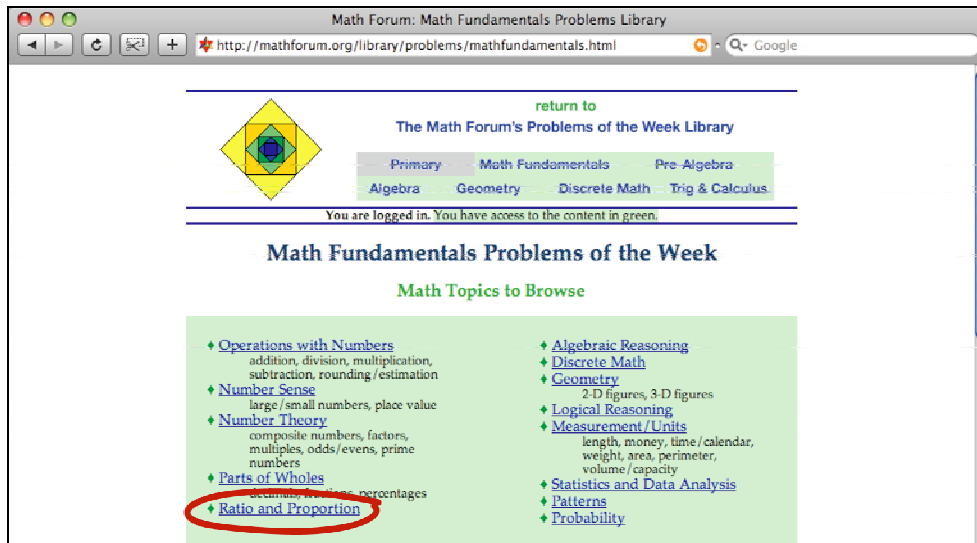 Math Forum: Math Fundamentals Problems Library
http://mathforum.org/library/problems/mathfundamentals.html
Google
return to
The Math Forum's Problems of the Week Library
Primary Math Fundamentals Pre-Algebra
Algebra Geometry Discrete Math Trig & Calculus
You are logged in. You have access to the content in green.
Math Fundamentals Problems of the Week
Math Topics to Browse
Operations with Numbers
addition, division, multiplication,
subtraction, rounding/estimation
Number Sense
large/small numbers, place value
Number Theory
composite numbers, factors,
multiples, odds/evens, prime
numbers
Parts of Wholes
decimals, fractions, percentages
Ratio and Proportion
Algebraic Reasoning
Discrete Math
Geometry
2-D figures, 3-D figures
Logical Reasoning
Measurement/Units
length, money, time/calendar,
weight, area, perimeter,
volume/capacity
Statistics and Data Analysis
Patterns
Probability